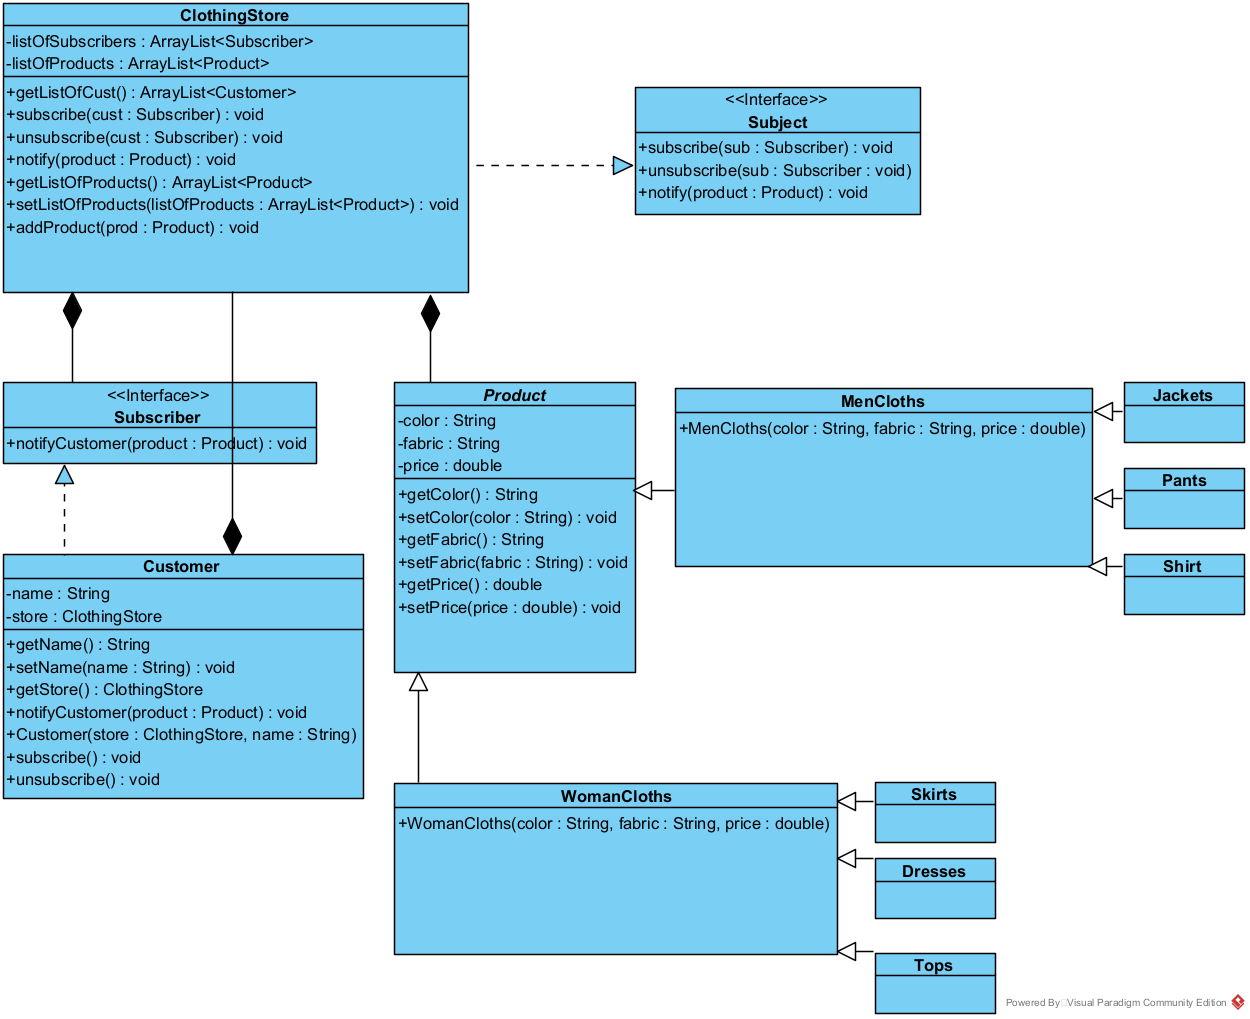 ClothingStore
-listOfSubscribers : ArrayList<Subscriber>
-listOfProducts : ArrayList<Product>
+getListOfCust() : ArrayList<Customer>
+subscribe(cust : Subscriber) : void
+unsubscribe(cust : Subscriber) : void
+notify(product : Product) : void
+getListOfProducts() : ArrayList<Product>
+setListOfProducts(listOfProducts : ArrayList<Product>) : void
+addProduct(prod : Product) : void
<<Interface>>
Subject
+subscribe(sub : Subscriber) : void
+unsubscribe(sub : Subscriber : void)
+notify(product : Product) : void
<<Interface>>
Subscriber
+notifyCustomer(product : Product) : void
Customer
-name : String
-store : ClothingStore
+getName() : String
+setName(name : String) : void
+getStore() : ClothingStore
+notifyCustomer(product : Product) : void
+Customer(store : ClothingStore, name : String)
+subscribe() : void
+unsubscribe() : void
Product
-color : String
-fabric : String
-price : double
+getColor() : String
+setColor(color : String) : void
+getFabric() : String
+setFabric(fabric : String) : void
+getPrice() : double
+setPrice(price : double) : void
MenCloths
+MenCloths(color : String, fabric : String, price : double)
Jackets
Pants
Shirt
WomanCloths
+WomanCloths(color : String, fabric : String, price : double)
Skirts
Dresses
Tops
Powered By Visual Paradigm Community Edition